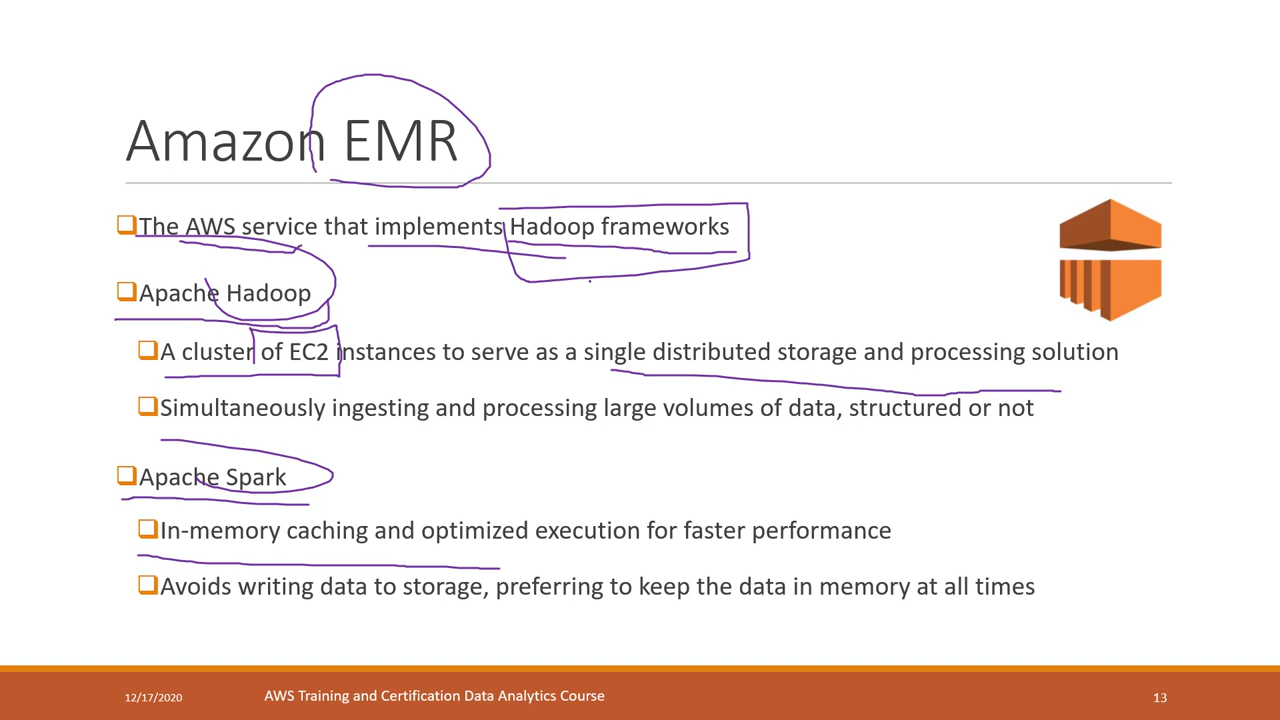 Amazon EMR
The AWS service that implements Hadoop frameworks
Apache Hadoop
A cluster of EC2 instances to serve as a single distributed storage and processing solution
Simultaneously ingesting and processing large volumes of data, structured or not
Apache Spark
In-memory caching and optimized execution for faster performance
Avoids writing data to storage, preferring to keep the data in memory at all times
12/17/2020
AWS Training and Certification Data Analytics Course
13